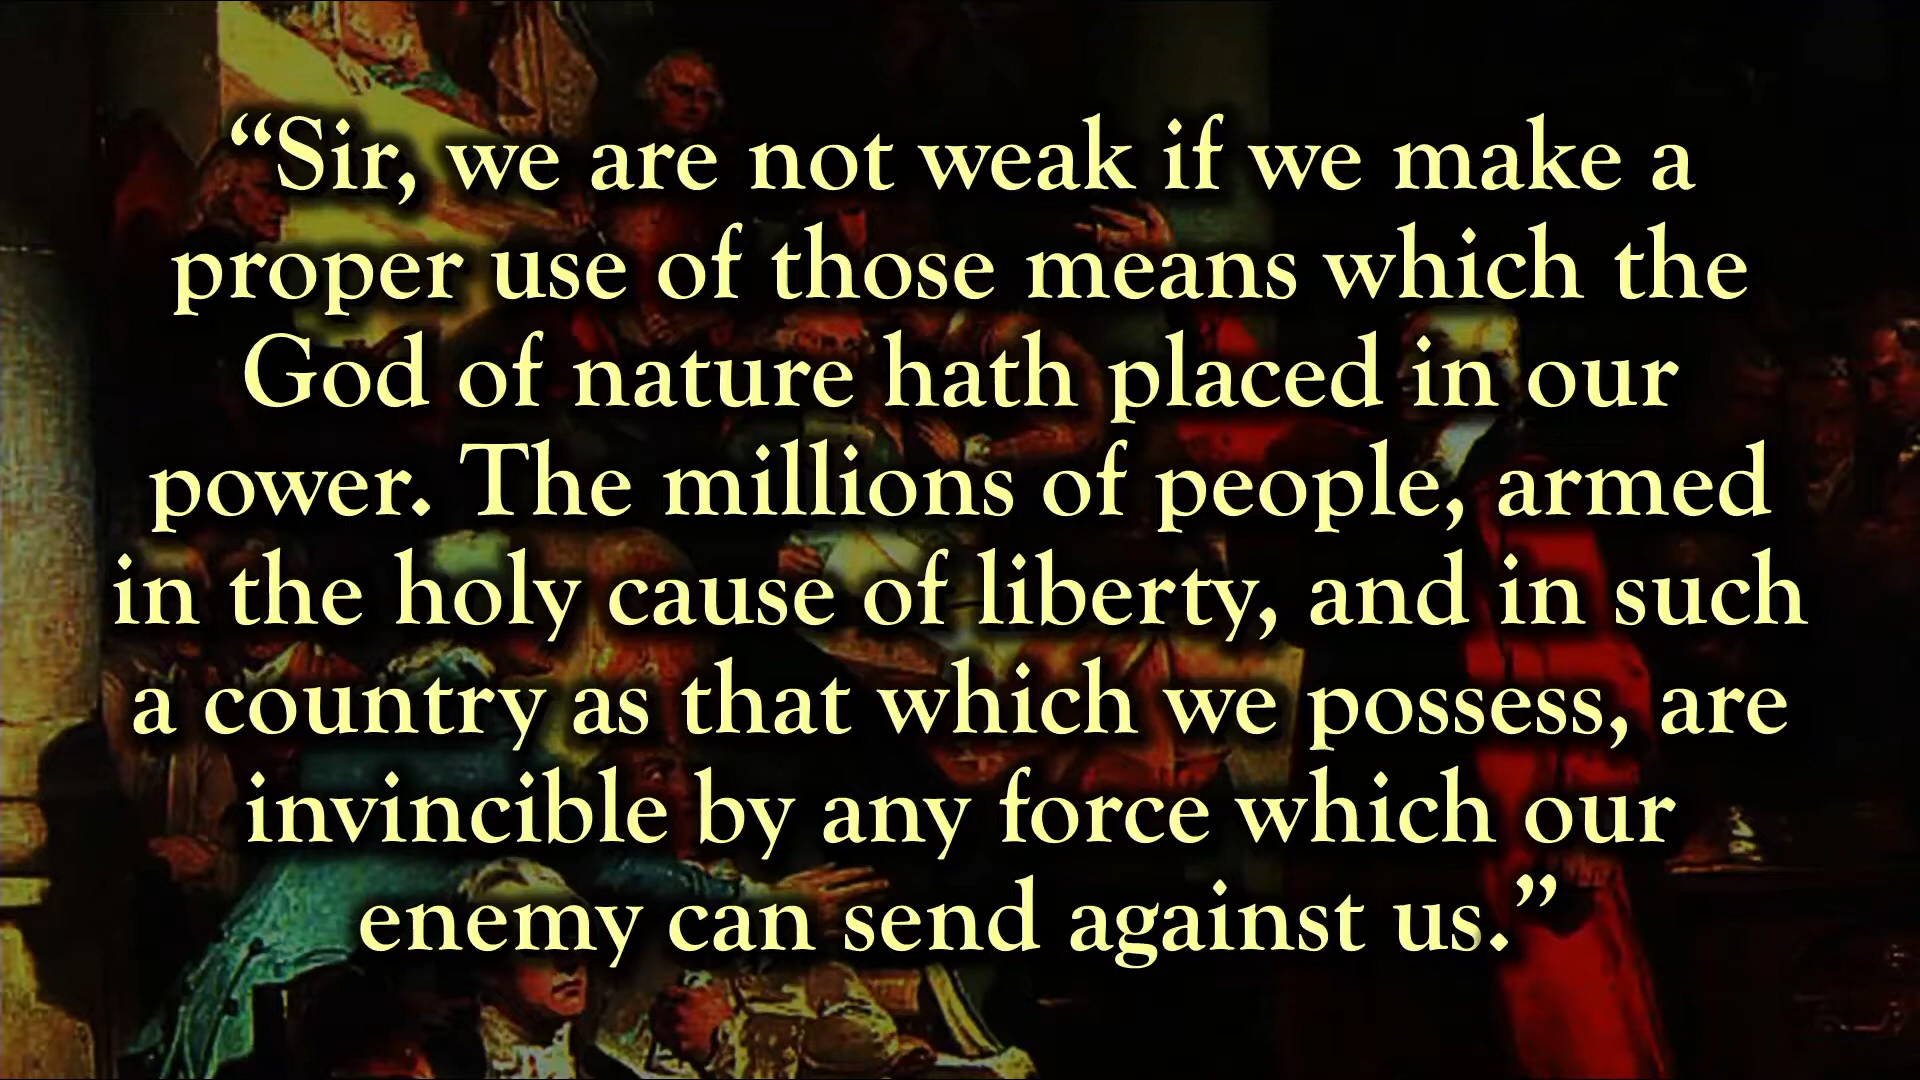 “Sir, we are not weak if we make a
proper use of those means which the
God of nature hath placed in our
power. The millions of people, armed
in the holy cause of liberty, and in such
a country as that which we possess, are
invincible by any force which our
enemy can send against us.”